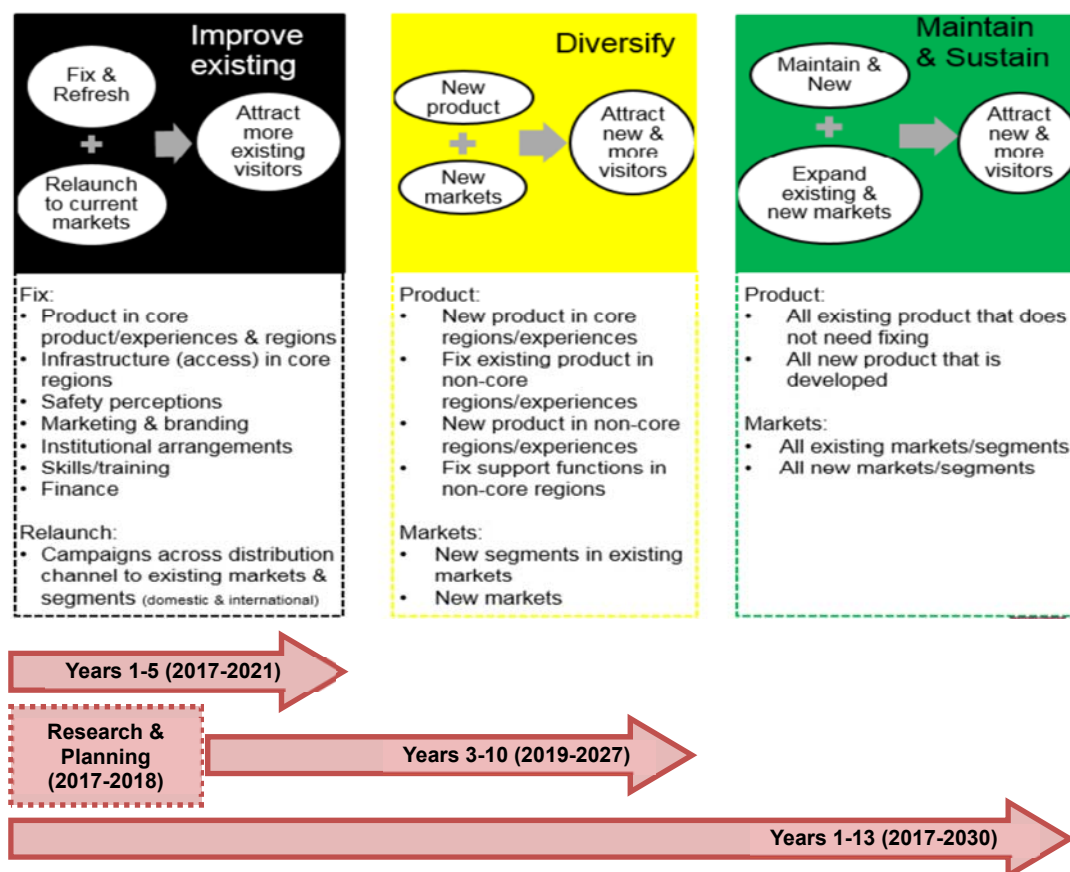 Improve
existing
Fix &
Refresh
Relaunch
to current
markets
Attract
more
existing
visitors
Fix:
• Product in core
product/experiences & regions
• Infrastructure (access) in core
regions
• Safety perceptions
• Marketing & branding
• Institutional arrangements
• Skills/training
• Finance
Relaunch:
• Campaigns across distribution
channel to existing markets &
segments (domestic & international)
Diversify
New
product
New
markets
Attract
new &
more
visitors
Product:
• New product in core
regions/experiences
• Fix existing product in
non-core
regions/experiences
• New product in non-core
regions/experiences
• Fix support functions in
non-core regions
Markets:
• New segments in existing
markets
• New markets
Maintain
& Sustain
Maintain &
New
Expand
existing &
new markets
Attract
new &
more
visitors
Product:
• All existing product that does
not need fixing
• All new product that is
developed
Markets:
• All existing markets/segments
• All new markets/segments
Years 1-5 (2017-2021)
Research &
Planning
(2017-2018)
Years 3-10 (2019-2027)
Years 1-13 (2017-2030)